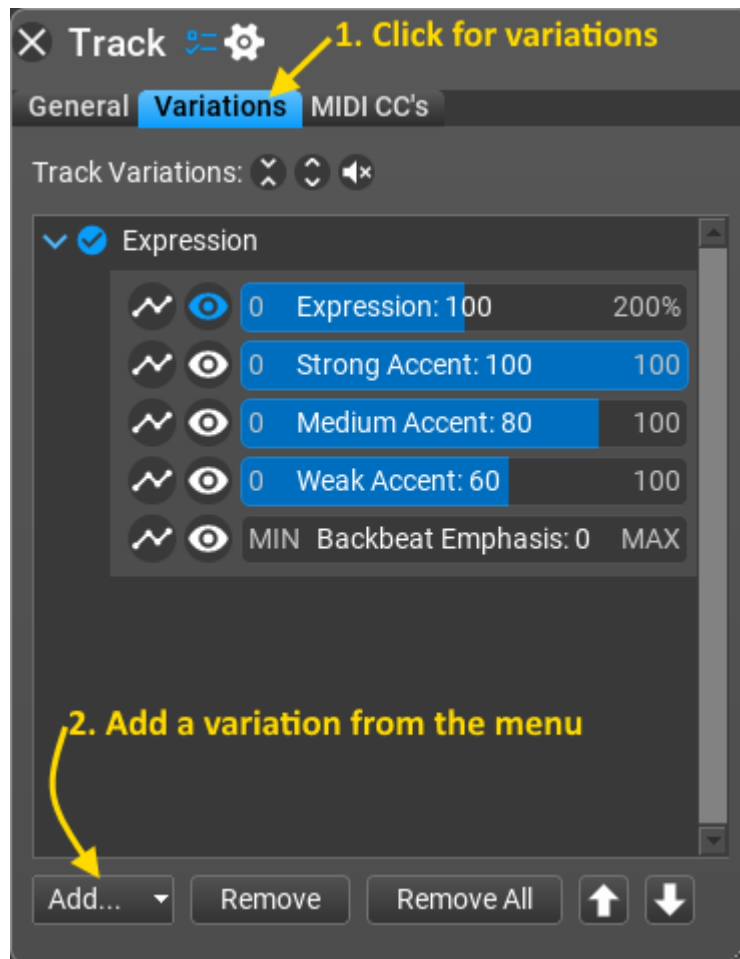 Track
1. Click for variations
General Variations MIDI CC's
Track Variations:
Expression
0 Expression: 100 200%
0 Strong Accent: 100 100
0 Medium Accent: 80 100
0 Weak Accent: 60 100
MIN Backbeat Emphasis: 0 MAX
2. Add a variation from the menu
Add... Remove Remove All